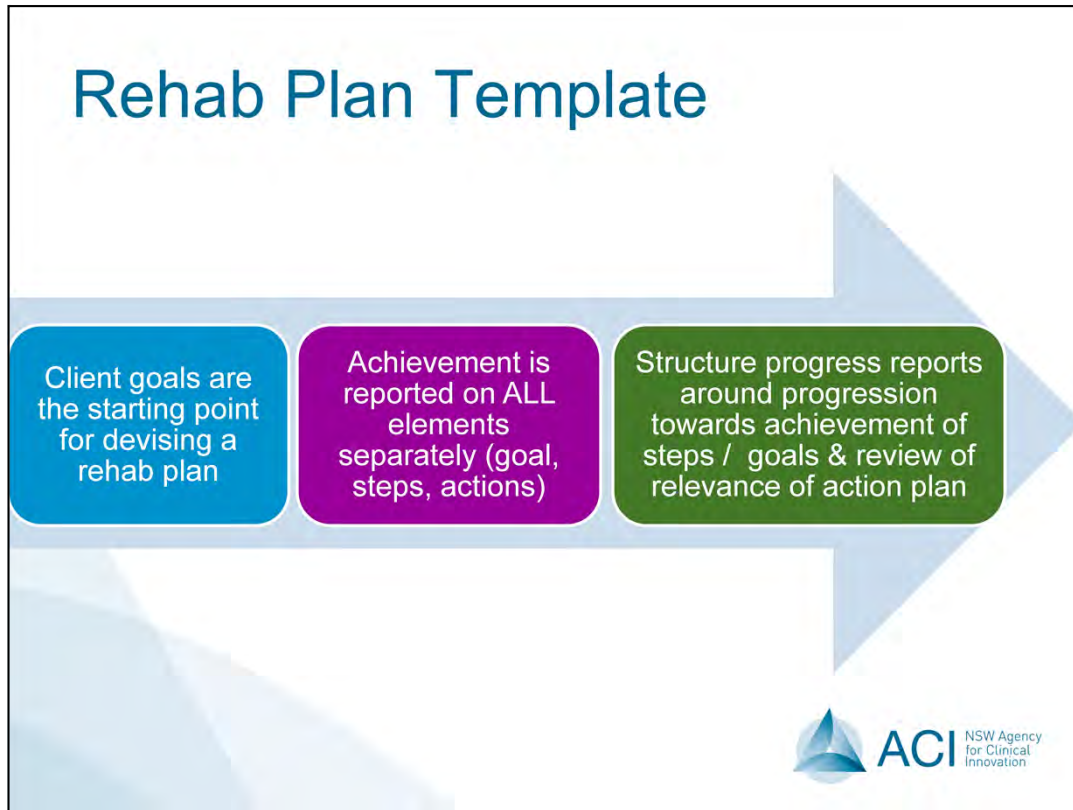 Rehab Plan Template
Client goals are
the starting point
for devising a
rehab plan
Achievement is
reported on ALL
elements
separately (goal,
steps, actions)
Structure progress reports
around progression
towards achievement of
steps / goals & review of
relevance of action plan
ACI
NSW Agency
for Clinical
Innovation